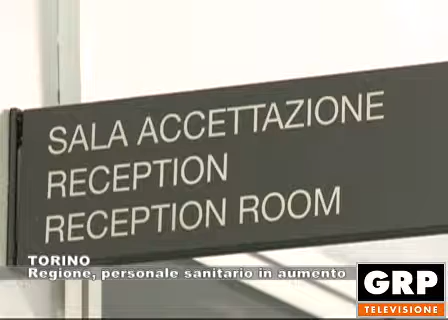 SALA ACCETTAZIONE
RECEPTION
RECEPTION ROOM
TORINO
Regione, personale sanitario in aumento
GRP
TELEVISIONE